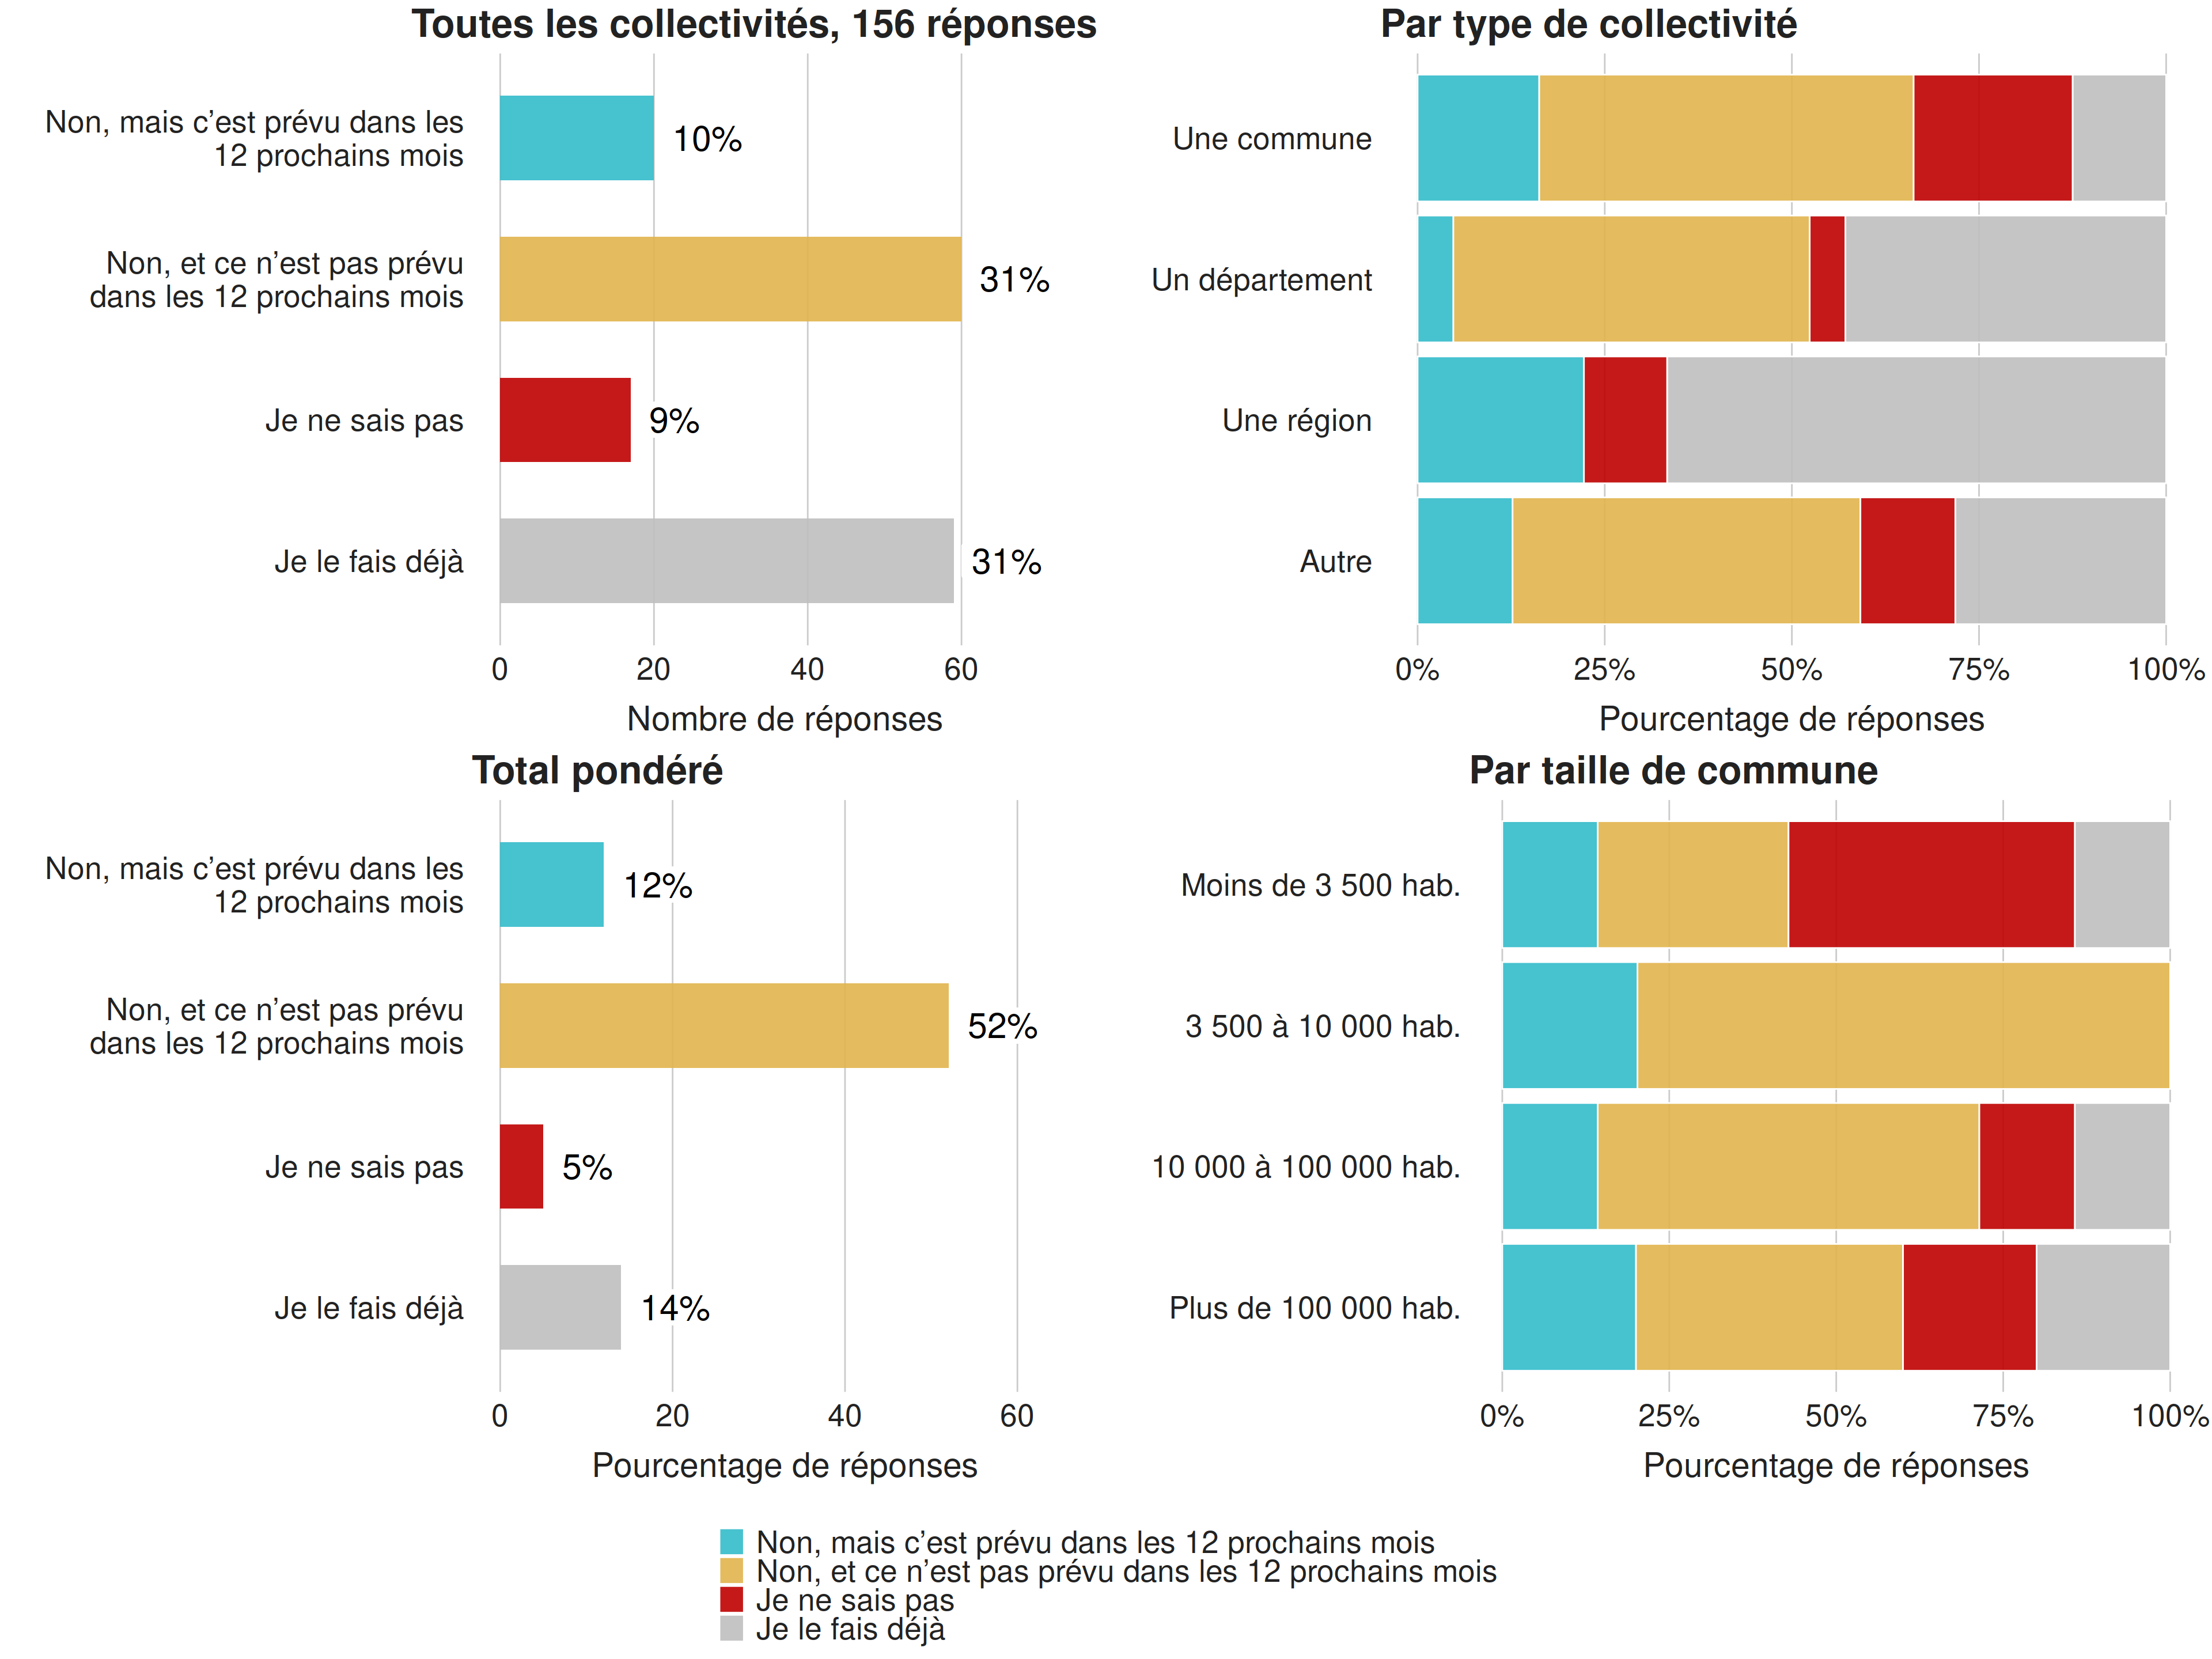 Toutes les collectivités, 156 réponses
Non, mais c’est prévu dans les
12 prochains mois
10%
Non, et ce n’est pas prévu
dans les 12 prochains mois
31%
Je ne sais pas
9%
Je le fais déjà
31%
0 20 40 60
Nombre de réponses
Par type de collectivité
Une commune
Un département
Une région
Autre
0% 25% 50% 75% 100%
Pourcentage de réponses
Total pondéré
Non, mais c’est prévu dans les
12 prochains mois
12%
Non, et ce n’est pas prévu
dans les 12 prochains mois
52%
Je ne sais pas
5%
Je le fais déjà
14%
0 20 40 60
Pourcentage de réponses
Par taille de commune
Moins de 3 500 hab.
3 500 à 10 000 hab.
10 000 à 100 000 hab.
Plus de 100 000 hab.
0% 25% 50% 75% 100%
Pourcentage de réponses
Non, mais c’est prévu dans les 12 prochains mois
Non, et ce n’est pas prévu dans les 12 prochains mois
Je ne sais pas
Je le fais déjà